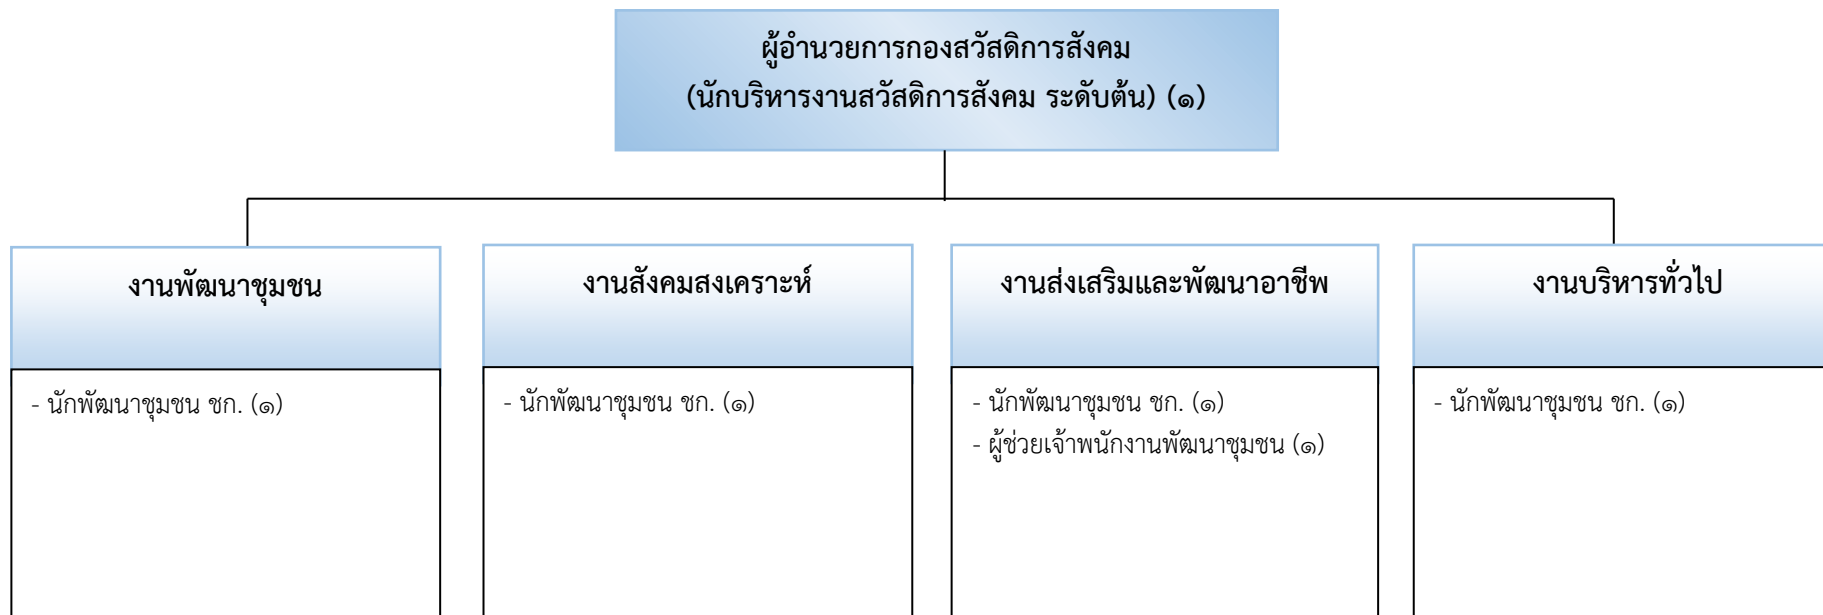 ผู้อำนวยการกองสวัสดิการสังคม
(นักบริหารงานสวัสดิการสังคม ระดับต้น) (๑)
งานพัฒนาชุมชน
- นักพัฒนาชุมชน ชก. (๑)
งานสังคมสงเคราะห์
- นักพัฒนาชุมชน ชก. (๑)
งานส่งเสริมและพัฒนาอาชีพ
- นักพัฒนาชุมชน ชก. (๑)
- ผู้ช่วยเจ้าพนักงานพัฒนาชุมชน (๑)
งานบริหารทั่วไป
- นักพัฒนาชุมชน ชก. (๑)